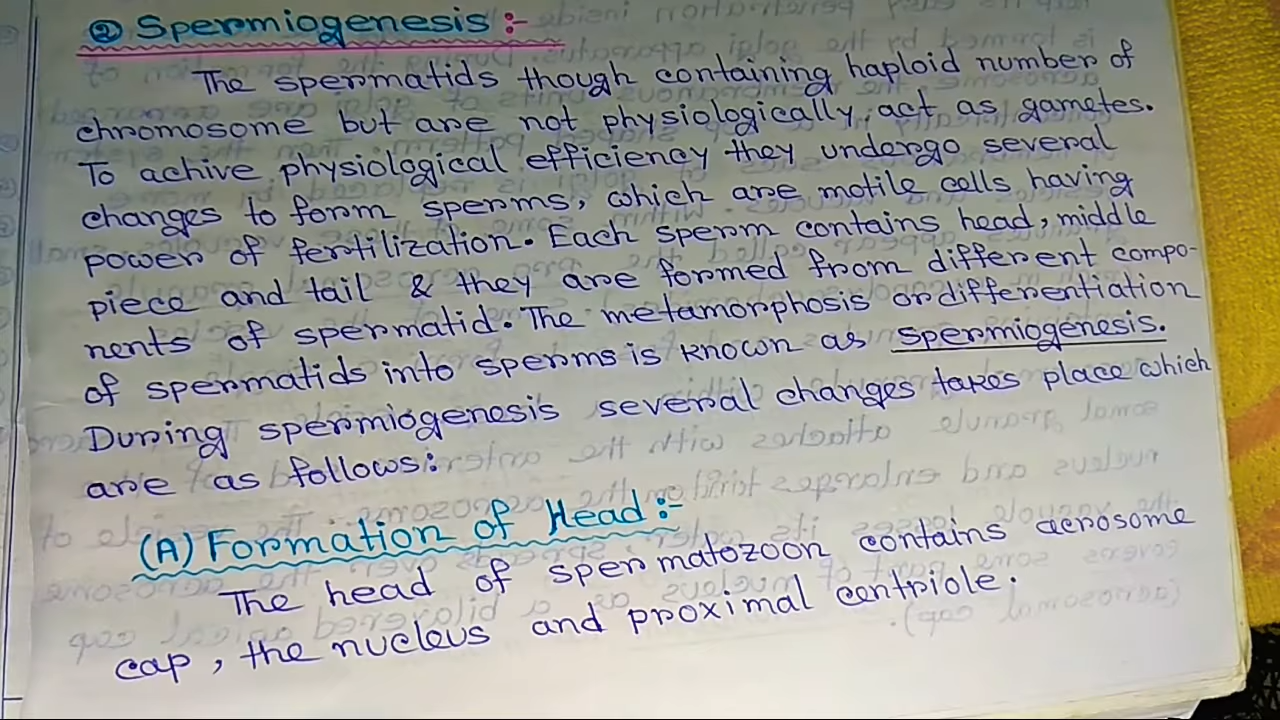 ② Spermiogenesis :-
The spermatids though containing haploid number of
chromosome but are not physiologically act as gametes.
To achive physiological efficiency they undergo several
changes to form sperms, which are motile cells having
power of fertilization. Each sperm contains head, middle
piece and tail & they are formed from different compo-
nents of spermatid. The metamorphosis or differentiation
of spermatids into sperms is known as spermiogenesis.
During spermiogenesis several changes takes place which
are as follows:
(A) Formation of Head :-
The head of spermatozoon contains acrosome
cap, the nucleus and proximal centriole.